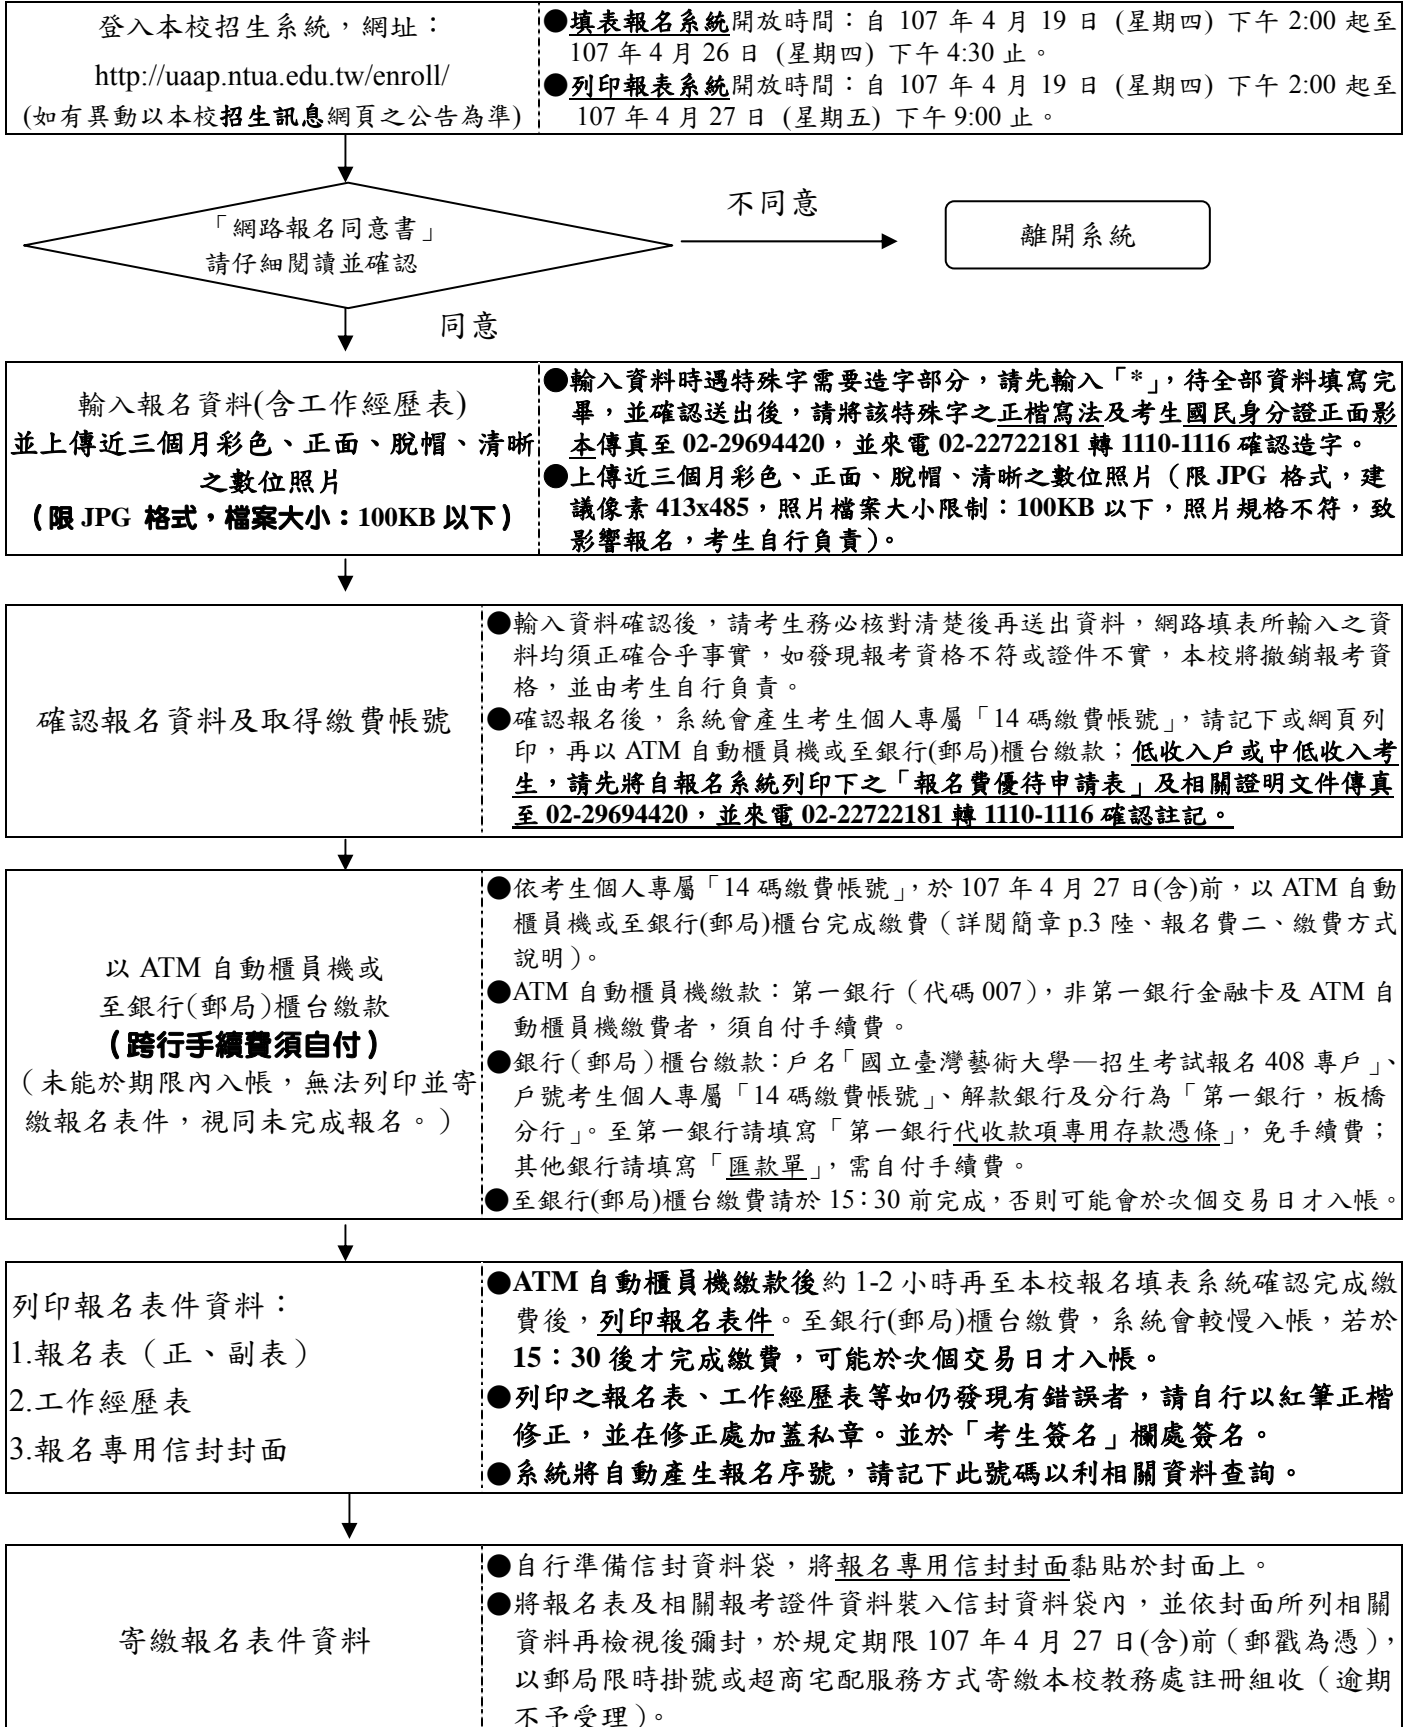 登入本校招生系統，網址：
http://uaap.ntua.edu.tw/enroll/
(如有異動以本校招生訊息網頁之公告為準)
●填表報名系統開放時間：自 107 年 4 月 19 日 (星期四) 下午 2:00 起至
107 年 4 月 26 日 (星期四) 下午 4:30 止。
●列印報表系統開放時間：自 107 年 4 月 19 日 (星期四) 下午 2:00 起至
107 年 4 月 27 日 (星期五) 下午 9:00 止。
「網路報名同意書」
請仔細閱讀並確認
不同意
離開系統
同意
輸入報名資料(含工作經歷表)
並上傳近三個月彩色、正面、脫帽、清晰
之數位照片
（限 JPG 格式，檔案大小：100KB 以下）
●輸入資料時遇特殊字需要造字部分，請先輸入「*」，待全部資料填寫完
畢，並確認送出後，請將該特殊字之正楷寫法及考生國民身分證正面影
本傳真至 02-29694420，並來電 02-22722181 轉 1110-1116 確認造字。
●上傳近三個月彩色、正面、脫帽、清晰之數位照片（限 JPG 格式，建
議像素 413x485，照片檔案大小限制：100KB 以下，照片規格不符，致
影響報名，考生自行負責）。
確認報名資料及取得繳費帳號
●輸入資料確認後，請考生務必核對清楚後再送出資料，網路填表所輸入之資
料均須正確合乎事實，如發現報考資格不符或證件不實，本校將撤銷報考資
格，並由考生自行負責。
●確認報名後，系統會產生考生個人專屬「14 碼繳費帳號」，請記下或網頁列
印，再以 ATM 自動櫃員機或至銀行(郵局)櫃台繳款；低收入戶或中低收入考
生，請先將自報名系統列印下之「報名費優待申請表」及相關證明文件傳真
至 02-29694420，並來電 02-22722181 轉 1110-1116 確認註記。
以 ATM 自動櫃員機或
至銀行(郵局)櫃台繳款
（跨行手續費須自付）
（未能於期限內入帳，無法列印並寄
繳報名表件，視同未完成報名。）
●依考生個人專屬「14 碼繳費帳號」，於 107 年 4 月 27 日(含)前，以 ATM 自動
櫃員機或至銀行(郵局)櫃台完成繳費（詳閱簡章 p.3 陸、報名費二、繳費方式
說明）。
●ATM 自動櫃員機繳款：第一銀行（代碼 007），非第一銀行金融卡及 ATM 自
動櫃員機繳費者，須自付手續費。
●銀行（郵局）櫃台繳款：戶名「國立臺灣藝術大學—招生考試報名 408 專戶」、
戶號考生個人專屬「14 碼繳費帳號」、解款銀行及分行為「第一銀行，板橋
分行」。至第一銀行請填寫「第一銀行代收款項專用存款憑條」，免手續費；
其他銀行請填寫「匯款單」，需自付手續費。
●至銀行(郵局)櫃台繳費請於 15：30 前完成，否則可能會於次個交易日才入帳。
列印報名表件資料：
1.報名表（正、副表）
2.工作經歷表
3.報名專用信封封面
●ATM 自動櫃員機繳款後約 1-2 小時再至本校報名填表系統確認完成繳
費後，列印報名表件。至銀行(郵局)櫃台繳費，系統會較慢入帳，若於
15：30 後才完成繳費，可能於次個交易日才入帳。
●列印之報名表、工作經歷表等如仍發現有錯誤者，請自行以紅筆正楷
修正，並在修正處加蓋私章。並於「考生簽名」欄處簽名。
●系統將自動產生報名序號，請記下此號碼以利相關資料查詢。
寄繳報名表件資料
●自行準備信封資料袋，將報名專用信封封面黏貼於封面上。
●將報名表及相關報考證件資料裝入信封資料袋內，並依封面所列相關
資料再檢視後彌封，於規定期限 107 年 4 月 27 日(含)前（郵戳為憑），
以郵局限時掛號或超商宅配服務方式寄繳本校教務處註冊組收（逾期
不予受理）。